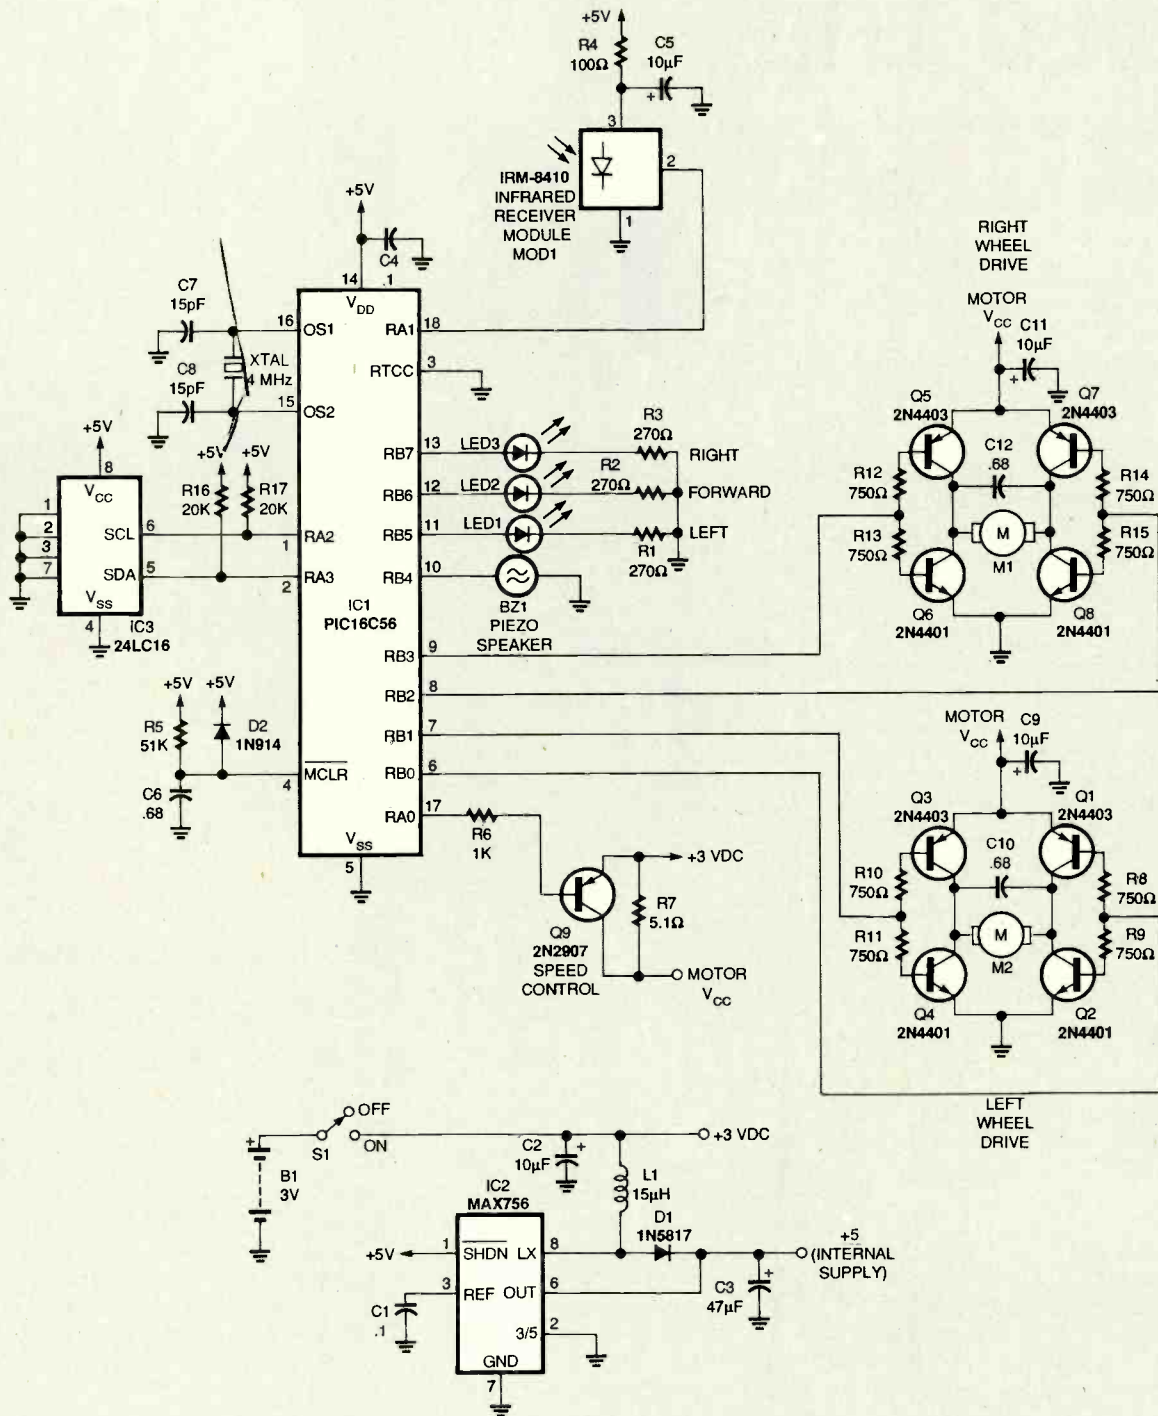 +5V
R4
100Ω
C5
10µF
+
3
2
1
IRM-8410
INFRARED
RECEIVER
MODULE
MOD1
+5V
C4
.1
14
V_DD
C7
15pF
16
OS1
RA1
18
XTAL
4 MHz
RTCC
3
C8
15pF
15
OS2
RB7
13
LED3
R3
270Ω
RIGHT
RB6
12
LED2
R2
270Ω
FORWARD
RB5
11
LED1
R1
270Ω
LEFT
RB4
10
BZ1
PIEZO
SPEAKER
+5V
8
V_CC
1
2
3
7
SCL
6
SDA
5
V_SS
4
IC3
24LC16
+5V
+5V
R16
20K
R17
20K
1
RA2
2
RA3
IC1
PIC16C56
RB3
9
RB2
8
RB1
7
RB0
6
RA0
17
+5V
+5V
R5
51K
D2
1N914
C6
.68
4
MCLR
V_SS
5
R6
1K
Q9
2N2907
SPEED
CONTROL
+3 VDC
R7
5.1Ω
MOTOR
V_CC
RIGHT
WHEEL
DRIVE
MOTOR
V_CC
C11
10µF
+
Q5
2N4403
Q7
2N4403
C12
.68
R12
750Ω
R14
750Ω
R13
750Ω
M
M1
R15
750Ω
Q6
2N4401
Q8
2N4401
MOTOR
V_CC
C9
10µF
+
Q3
2N4403
Q1
2N4403
C10
.68
R10
750Ω
R8
750Ω
R11
750Ω
M
M2
R9
750Ω
Q4
2N4401
Q2
2N4401
LEFT
WHEEL
DRIVE
OFF
ON
S1
+
B1
3V
C2
10µF
+
+3 VDC
L1
15µH
IC2
MAX756
D1
1N5817
+5V
1
SHDN
LX
8
3
REF
OUT
6
C1
.1
3/5
2
GND
7
C3
47µF
+
+5
(INTERNAL
SUPPLY)